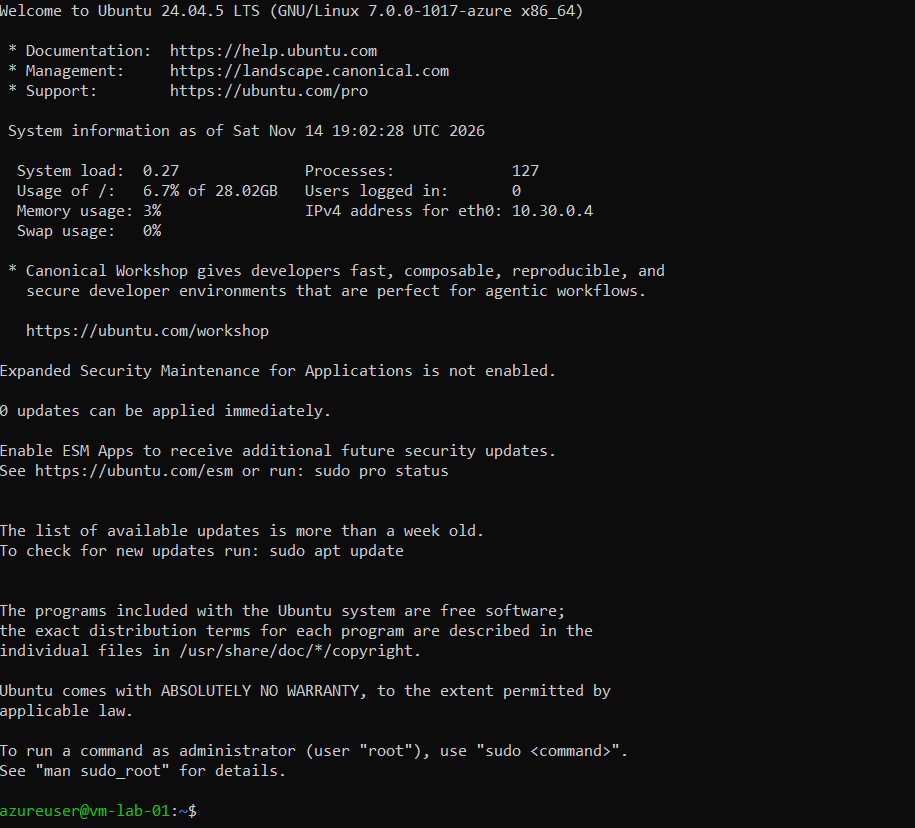 Welcome to Ubuntu 24.04.5 LTS (GNU/Linux 7.0.0-1017-azure x86_64)
* Documentation: https://help.ubuntu.com
* Management: https://landscape.canonical.com
* Support: https://ubuntu.com/pro
System information as of Sat Nov 14 19:02:28 UTC 2026
System load: 0.27 Processes: 127
Usage of /: 6.7% of 28.02GB Users logged in: 0
Memory usage: 3% IPv4 address for eth0: 10.30.0.4
Swap usage: 0%
* Canonical Workshop gives developers fast, composable, reproducible, and
secure developer environments that are perfect for agentic workflows.
https://ubuntu.com/workshop
Expanded Security Maintenance for Applications is not enabled.
0 updates can be applied immediately.
Enable ESM Apps to receive additional future security updates.
See https://ubuntu.com/esm or run: sudo pro status
The list of available updates is more than a week old.
To check for new updates run: sudo apt update
The programs included with the Ubuntu system are free software;
the exact distribution terms for each program are described in the
individual files in /usr/share/doc/*/copyright.
Ubuntu comes with ABSOLUTELY NO WARRANTY, to the extent permitted by
applicable law.
To run a command as administrator (user "root"), use "sudo <command>".
See "man sudo_root" for details.
azureuser@vm-lab-01:~$